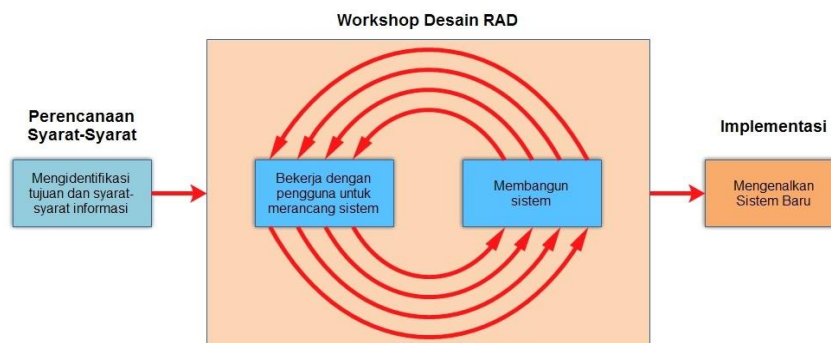 Workshop Desain RAD
Perencanaan
Syarat-Syarat
Mengidentifikasi
tujuan dan syarat-
syarat informasi
Bekerja dengan
pengguna untuk
merancang sistem
Membangun
sistem
Implementasi
Mengenalkan
Sistem Baru